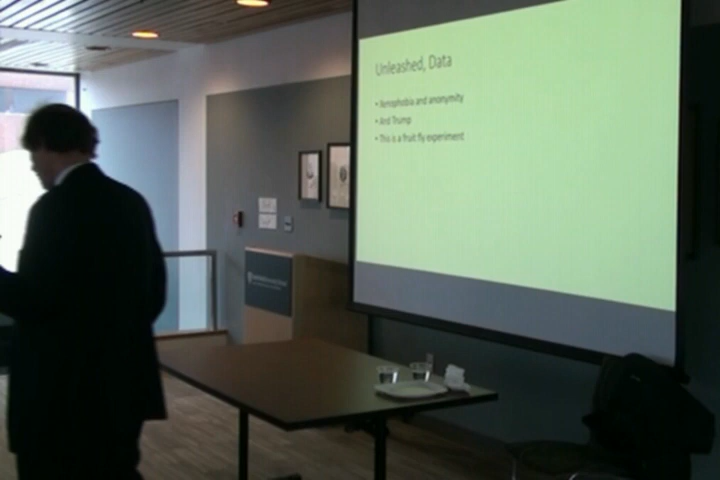 Unleashed, Data
• Xenophobia and anonymity
• And Trump
• This is a fruit fly experiment